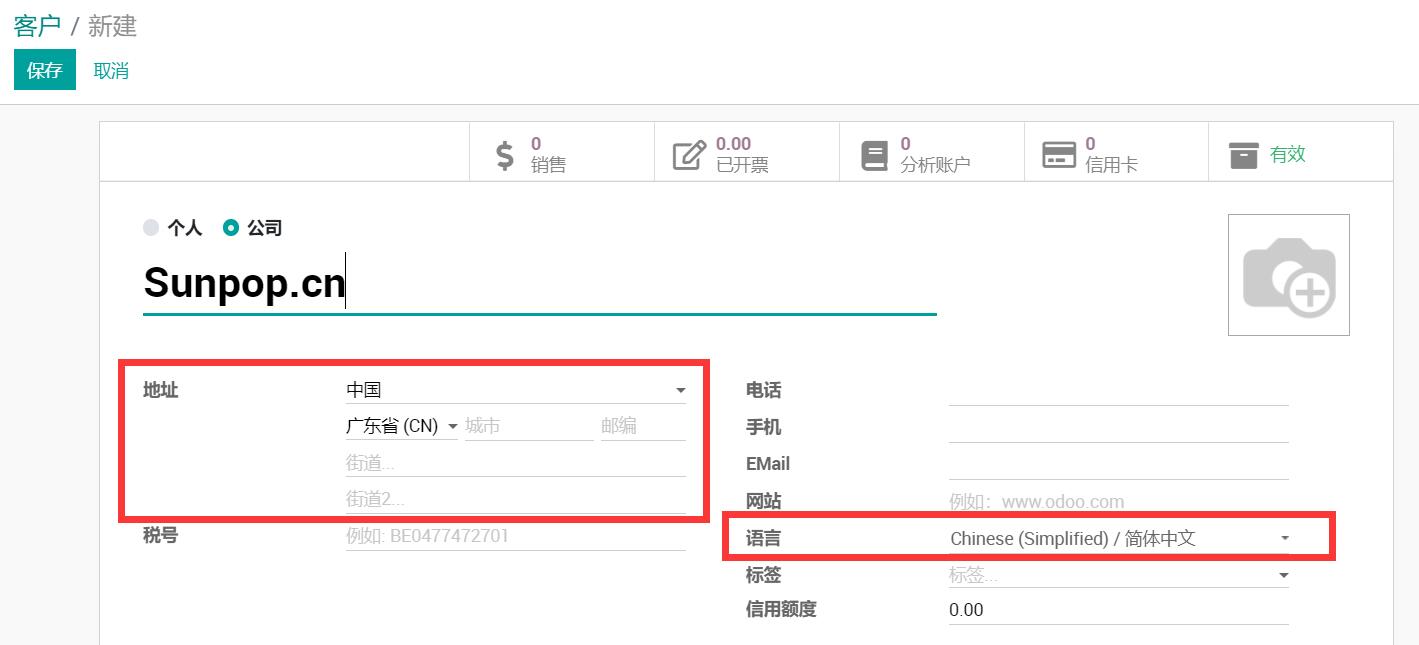 客户 / 新建
保存 取消
0
销售
0.00
已开票
0
分析账户
0
信用卡
有效
个人 公司
Sunpop.cn
地址 中国
广东省 (CN) 城市 邮编
街道...
街道2...
税号 例如: BE0477472701
电话
手机
EMail
网站 例如：www.odoo.com
语言 Chinese (Simplified) / 简体中文
标签 标签...
信用额度 0.00